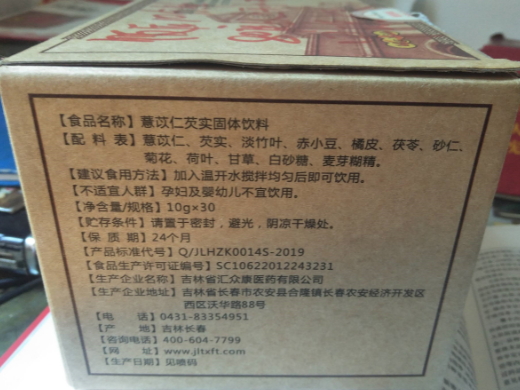 【食品名称】薏苡仁芡实固体饮料
【配 料 表】薏苡仁、芡实、淡竹叶、赤小豆、橘皮、茯苓、砂仁、
菊花、荷叶、甘草、白砂糖、麦芽糊精。
【建议食用方法】加入温开水搅拌均匀后即可饮用。
【不适宜人群】孕妇及婴幼儿不宜饮用。
【净含量/规格】10g×30
【贮存条件】请置于密封，避光，阴凉干燥处。
【保 质 期】24个月
【产品标准代号】Q/JLHZK0014S-2019
【食品生产许可证编号】SC10622012243231
【生产企业名称】吉林省汇众康医药有限公司
【生产企业地址】吉林省长春市农安县合隆镇长春农安经济开发区
西区沃华路88号
【电 话】0431-83354951
【产 地】吉林长春
【咨询电话】400-604-7799
【网 址】www.jltxft.com
【生产日期】见喷码